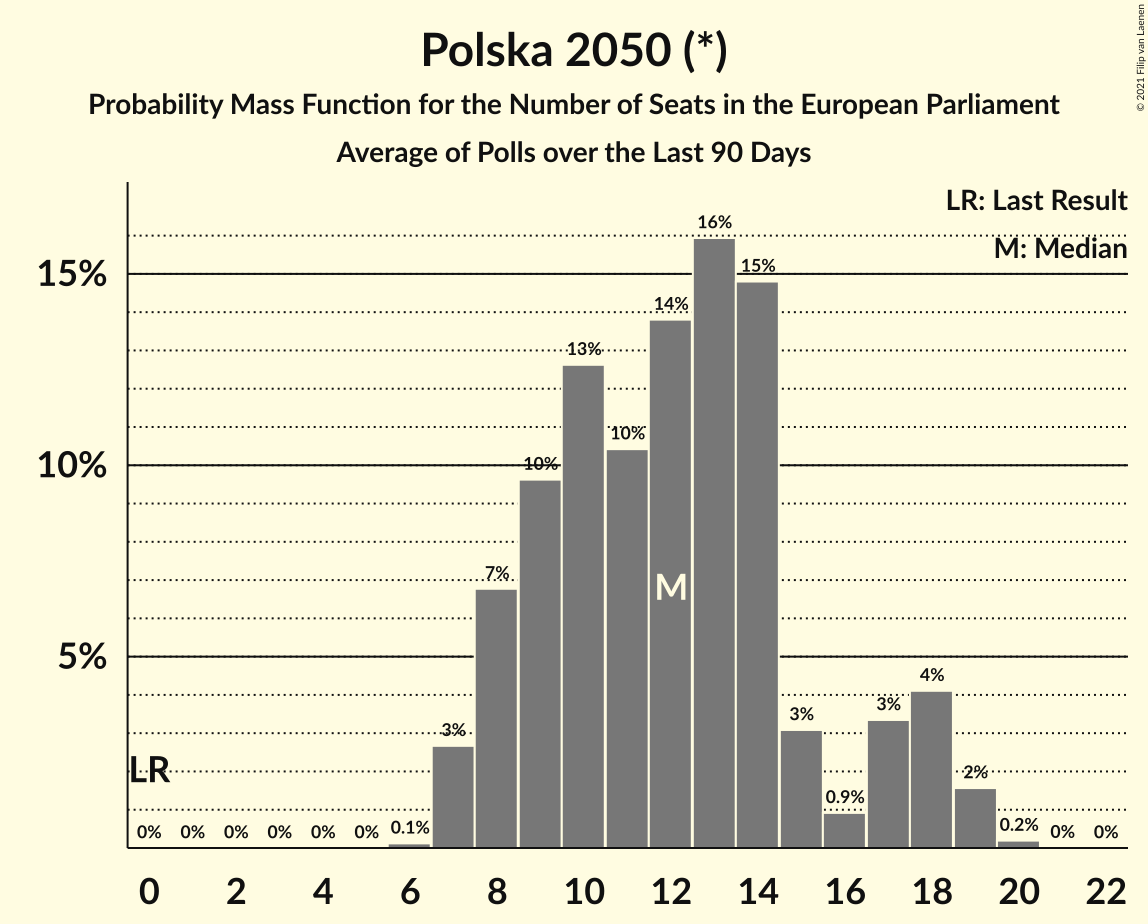 Polska 2050 (*)
Probability Mass Function for the Number of Seats in the European Parliament
Average of Polls over the Last 90 Days
© 2021 Filip van Laenen
LR: Last Result
M: Median
16%
15%
15%
14%
13%
10%
10%
10%
7%
M
5%
4%
3%
3%
3%
LR
2%
0.9%
0% 0% 0% 0% 0% 0% 0.1% 0.2% 0% 0%
0 2 4 6 8 10 12 14 16 18 20 22